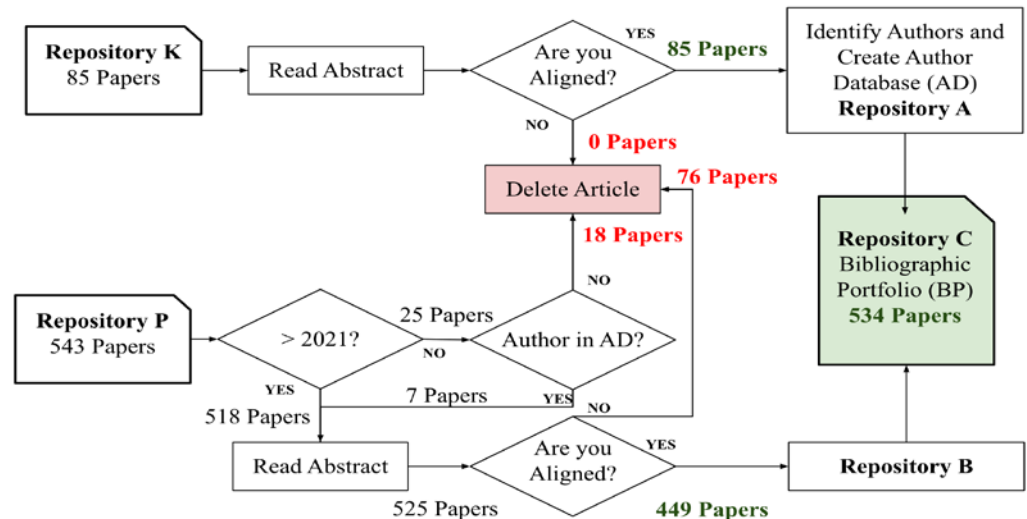 Repository K
85 Papers
Read Abstract
Are you
Aligned?
YES
85 Papers
Identify Authors and
Create Author
Database (AD)
Repository A
NO
0 Papers
76 Papers
Delete Article
18 Papers
Repository C
Bibliographic
Portfolio (BP)
534 Papers
NO
Repository P
543 Papers
> 2021?
25 Papers
NO
Author in AD?
YES
7 Papers
YES
518 Papers
NO
Read Abstract
Are you
Aligned?
YES
Repository B
525 Papers
449 Papers